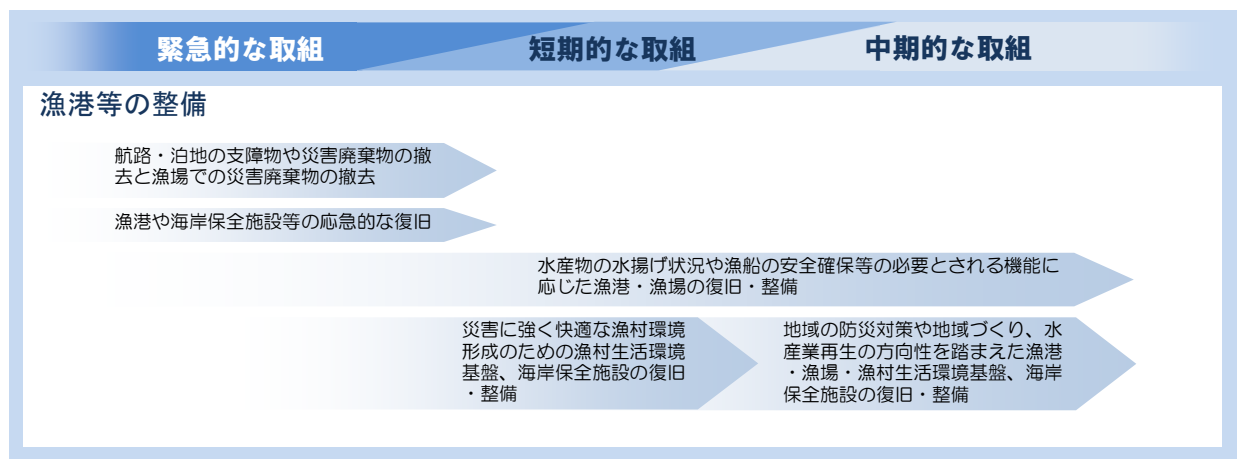 緊急的な取組
短期的な取組
中期的な取組
漁港等の整備
航路・泊地の支障物や災害廃棄物の撤
去と漁場での災害廃棄物の撤去
漁港や海岸保全施設等の応急的な復旧
水産物の水揚げ状況や漁船の安全確保等の必要とされる機能に
応じた漁港・漁場の復旧・整備
災害に強く快適な漁村環境
形成のための漁村生活環境
基盤、海岸保全施設の復旧
・整備
地域の防災対策や地域づくり、水
産業再生の方向性を踏まえた漁港
・漁場・漁村生活環境基盤、海岸
保全施設の復旧・整備